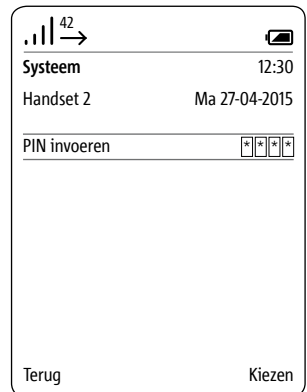 42
Systeem 12:30
Handset 2 Ma 27-04-2015
PIN invoeren ****
Terug Kiezen